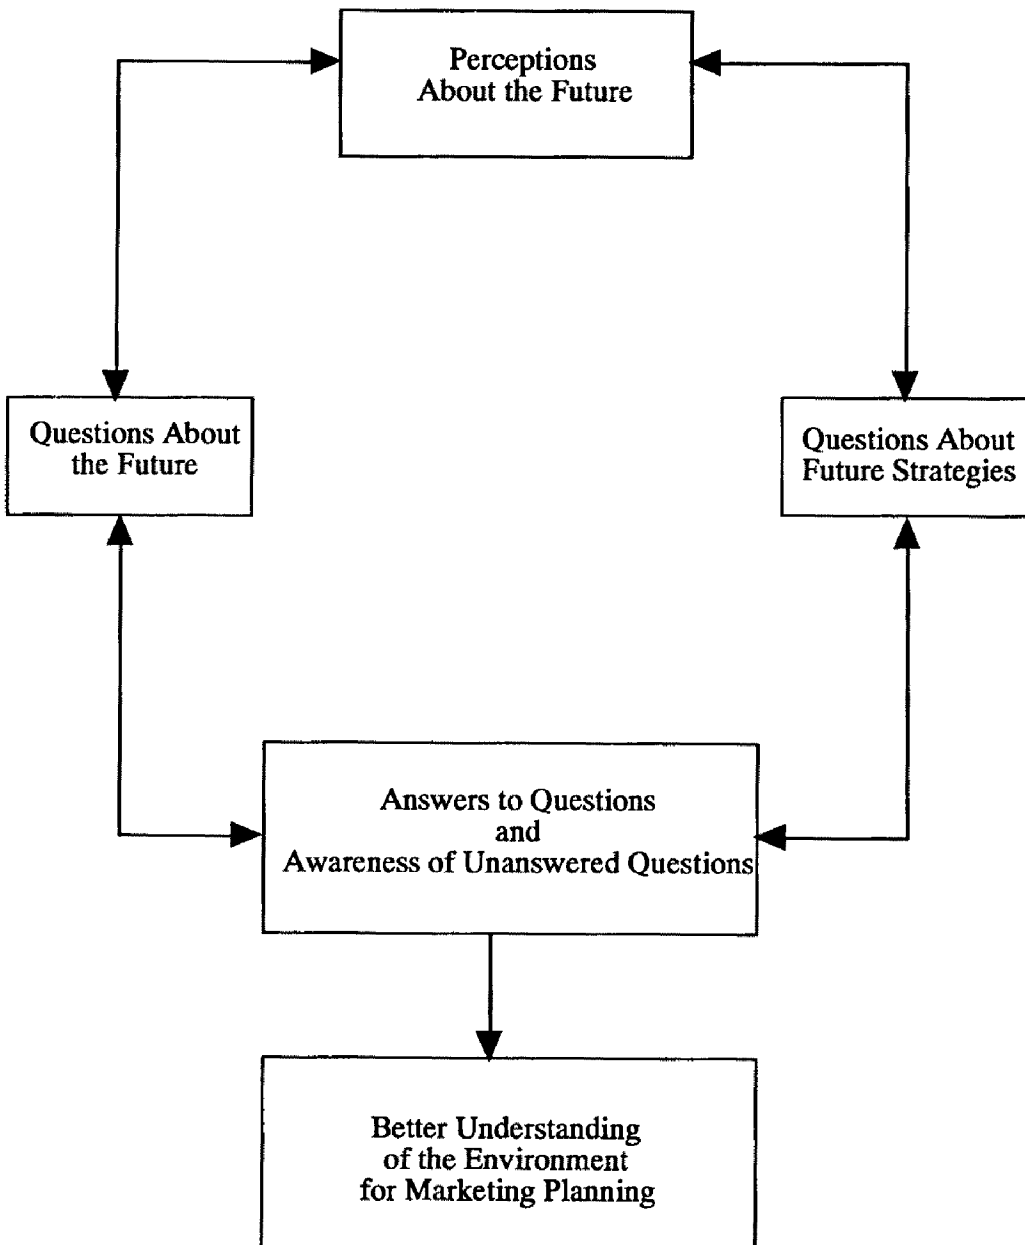 Perceptions
About the Future
Questions About
the Future
Questions About
Future Strategies
Answers to Questions
and
Awareness of Unanswered Questions
Better Understanding
of the Environment
for Marketing Planning